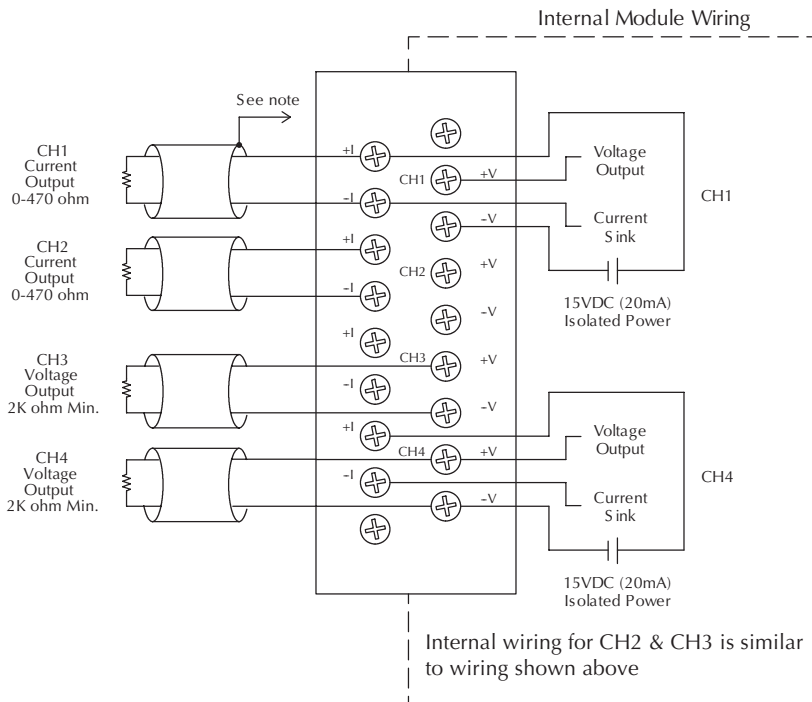 Internal Module Wiring
See note
CH1
Current
Output
0-470 ohm
CH2
Current
Output
0-470 ohm
CH3
Voltage
Output
2K ohm Min.
CH4
Voltage
Output
2K ohm Min.
+I
CH1
+V
-I
-V
+I
CH2
+V
-I
-V
+I
CH3
+V
-I
-V
+I
CH4
+V
-I
-V
Voltage
Output
CH1
Current
Sink
15VDC (20mA)
Isolated Power
Voltage
Output
CH4
Current
Sink
15VDC (20mA)
Isolated Power
Internal wiring for CH2 & CH3 is similar
to wiring shown above